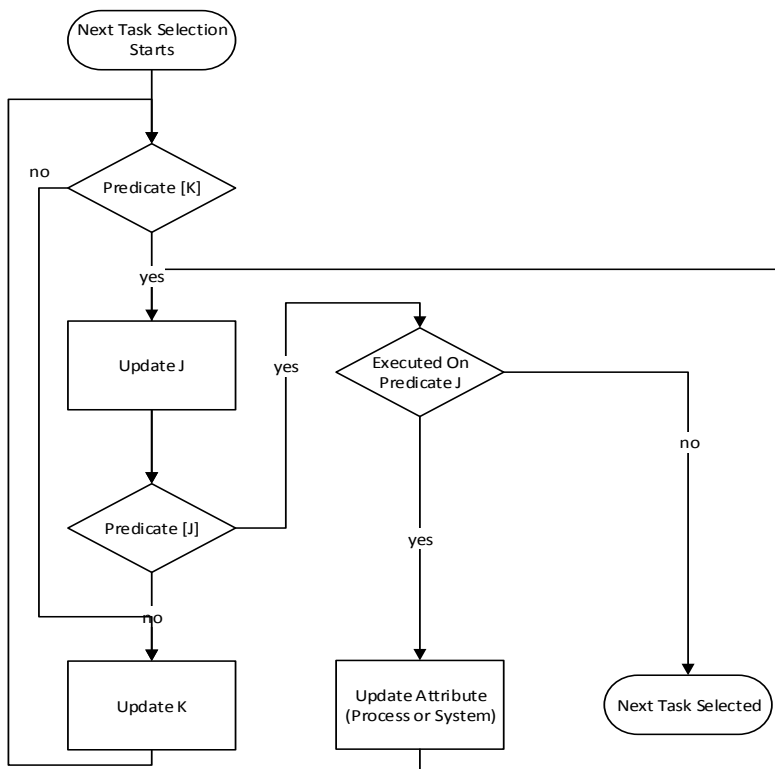 Next Task Selection
Starts
no
Predicate [K]
yes
Update J
yes
Executed On
Predicate J
no
Predicate [J]
yes
no
Update K
Update Attribute
(Process or System)
Next Task Selected